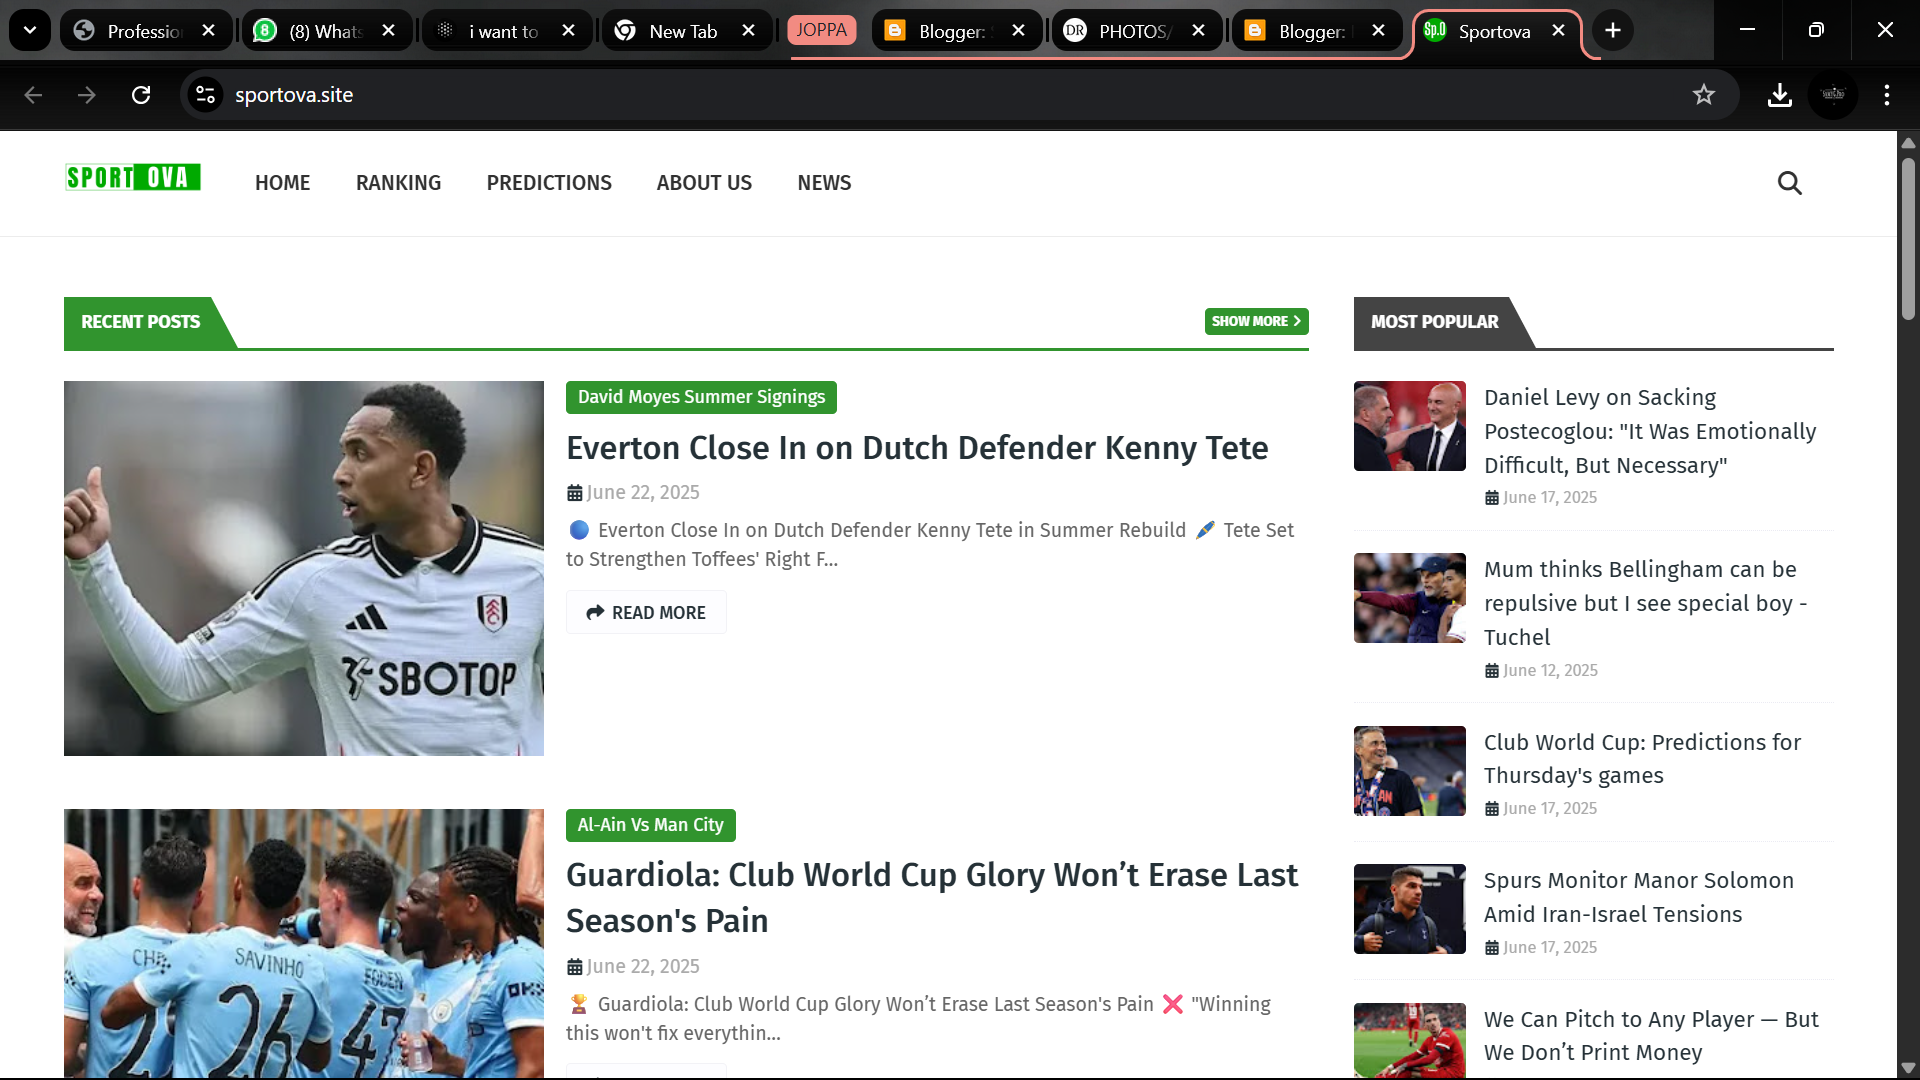 Professio
(8) Whats
i want to
New Tab
JOPPA
Blogger: S
PHOTOS/
Blogger:
Sportova
sportova.site
SPORT OVA
HOME
RANKING
PREDICTIONS
ABOUT US
NEWS
RECENT POSTS
SHOW MORE
David Moyes Summer Signings
Everton Close In on Dutch Defender Kenny Tete
June 22, 2025
🔵 Everton Close In on Dutch Defender Kenny Tete in Summer Rebuild 🖋️ Tete Set
to Strengthen Toffees' Right F...
READ MORE
SBOTOP
Al-Ain Vs Man City
Guardiola: Club World Cup Glory Won’t Erase Last
Season's Pain
June 22, 2025
🏆 Guardiola: Club World Cup Glory Won’t Erase Last Season's Pain ❌ "Winning
this won't fix everythin...
SAVINHO
26
FODEN
47
MOST POPULAR
Daniel Levy on Sacking
Postecoglou: "It Was Emotionally
Difficult, But Necessary"
June 17, 2025
Mum thinks Bellingham can be
repulsive but I see special boy -
Tuchel
June 12, 2025
Club World Cup: Predictions for
Thursday's games
June 17, 2025
Spurs Monitor Manor Solomon
Amid Iran-Israel Tensions
June 17, 2025
We Can Pitch to Any Player — But
We Don’t Print Money